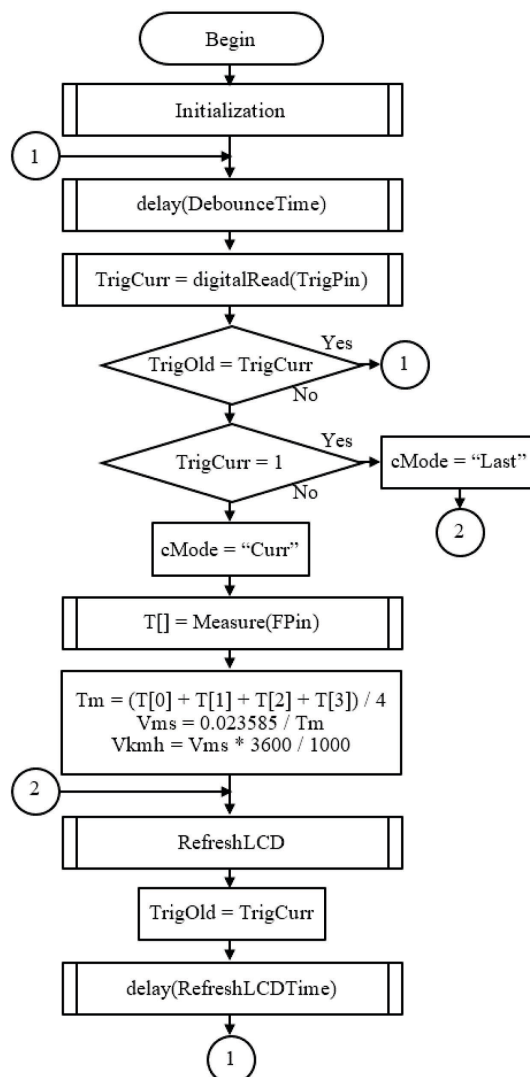 Begin
Initialization
1
delay(DebounceTime)
TrigCurr = digitalRead(TrigPin)
Yes
TrigOld = TrigCurr
1
No
Yes
TrigCurr = 1
cMode = “Last”
No
2
cMode = “Curr”
T[] = Measure(FPin)
Tm = (T[0] + T[1] + T[2] + T[3]) / 4
Vms = 0.023585 / Tm
Vkmh = Vms * 3600 / 1000
2
RefreshLCD
TrigOld = TrigCurr
delay(RefreshLCDTime)
1